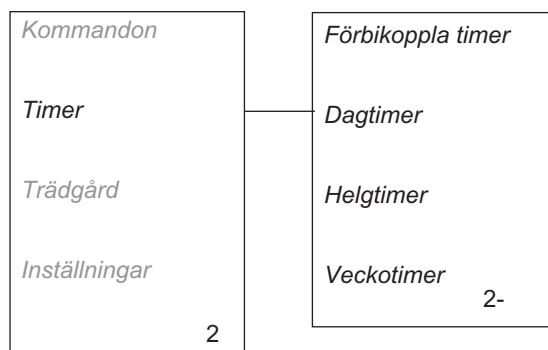 Kommandon
Timer
Trädgård
Inställningar
2
Förbikoppla timer
Dagtimer
Helgtimer
Veckotimer
2-